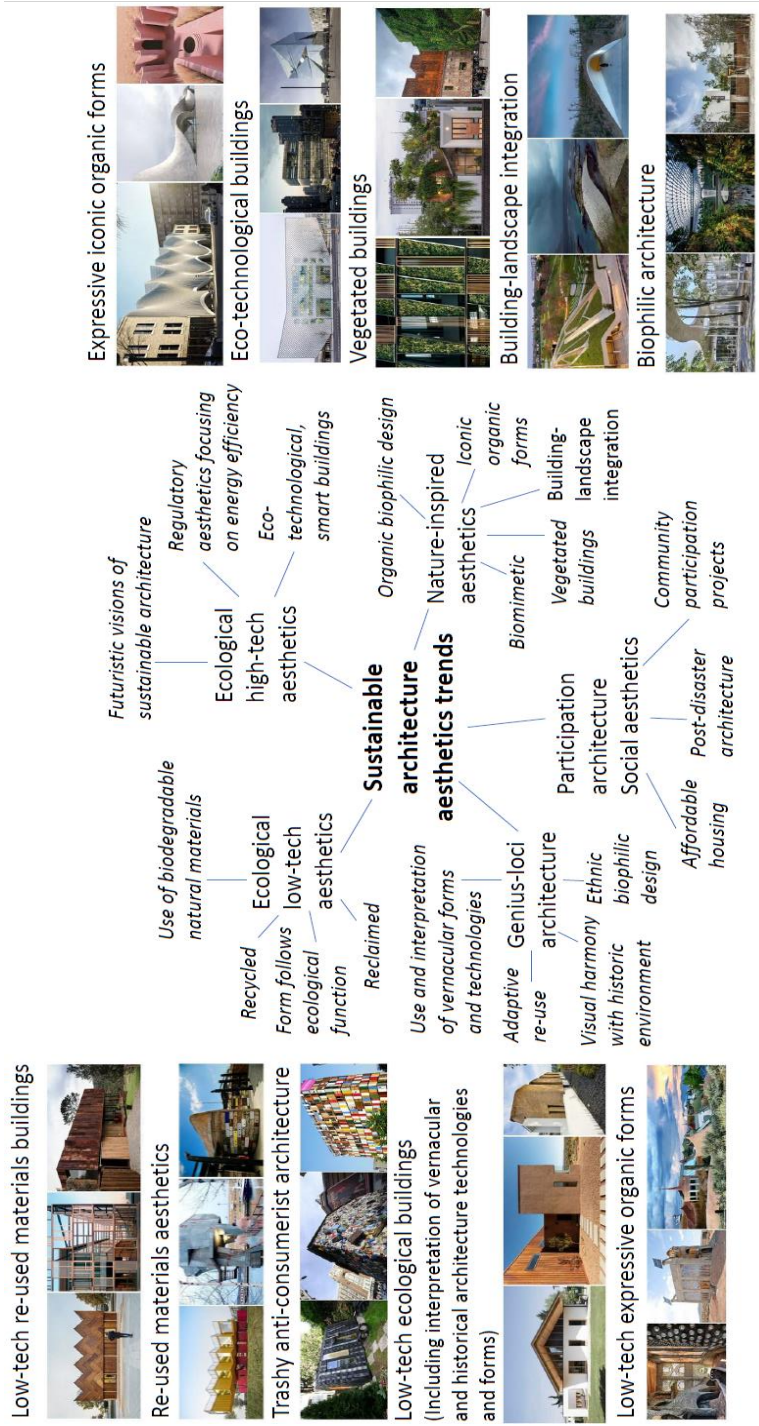 Low-tech re-used materials buildings
Re-used materials aesthetics
Trashy anti-consumerist architecture
Low-tech ecological buildings
(Including interpretation of vernacular
and historical architecture technologies
and forms)
Low-tech expressive organic forms
Sustainable
architecture
aesthetics trends
Ecological
low-tech
aesthetics
Use of biodegradable
natural materials
Recycled
Form follows
ecological
function
Reclaimed
Ecological
high-tech
aesthetics
Futuristic visions of
sustainable architecture
Regulatory
aesthetics focusing
on energy efficiency
Eco-
technological,
smart buildings
Nature-inspired
aesthetics
Organic biophilic design
Iconic
organic
forms
Building-
landscape
integration
Vegetated
buildings
Biomimetic
Genius-loci
architecture
Use and interpretation
of vernacular forms
and technologies
Adaptive
re-use
Visual harmony
with historic
environment
Ethnic
biophilic
design
Participation
architecture
Social aesthetics
Affordable
housing
Post-disaster
architecture
Community
participation
projects
Expressive iconic organic forms
Eco-technological buildings
Vegetated buildings
Building-landscape integration
Biophilic architecture